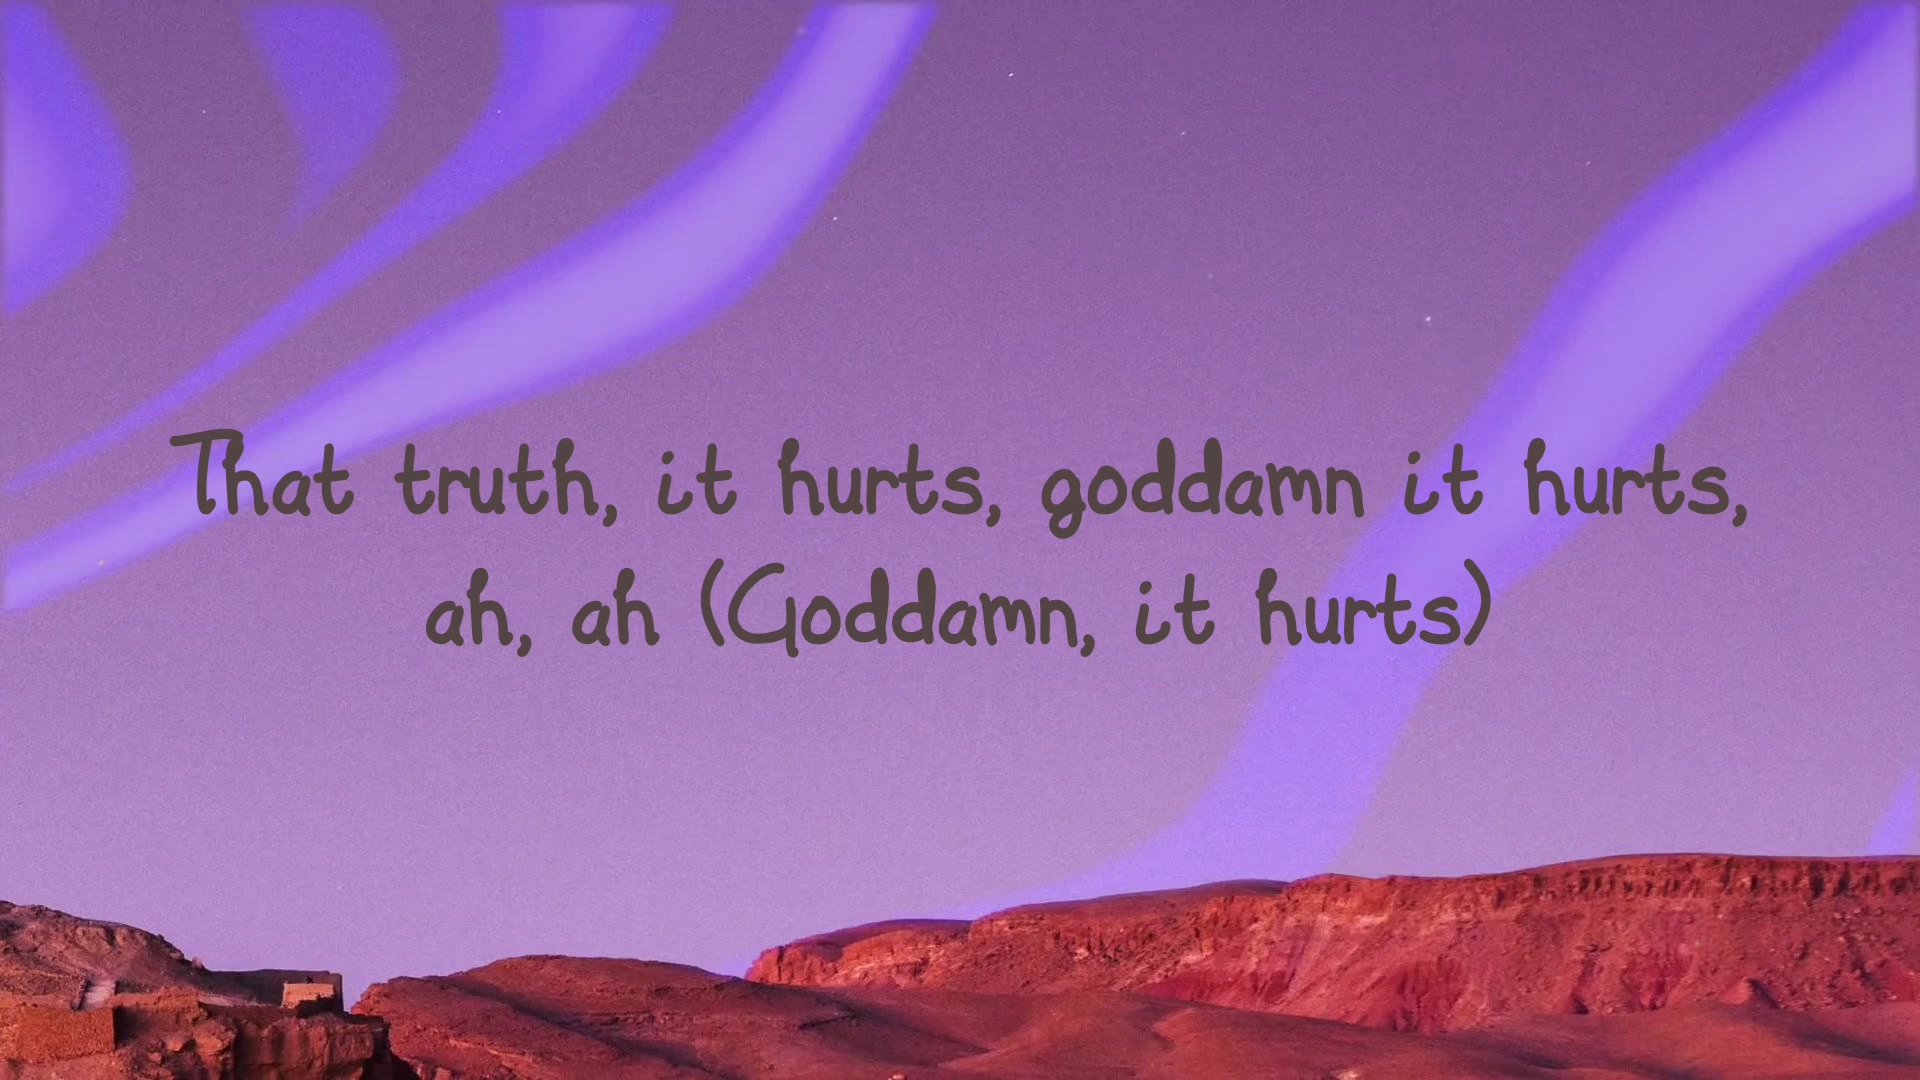 That truth, it hurts, goddamn it hurts,
ah, ah (Goddamn, it hurts)